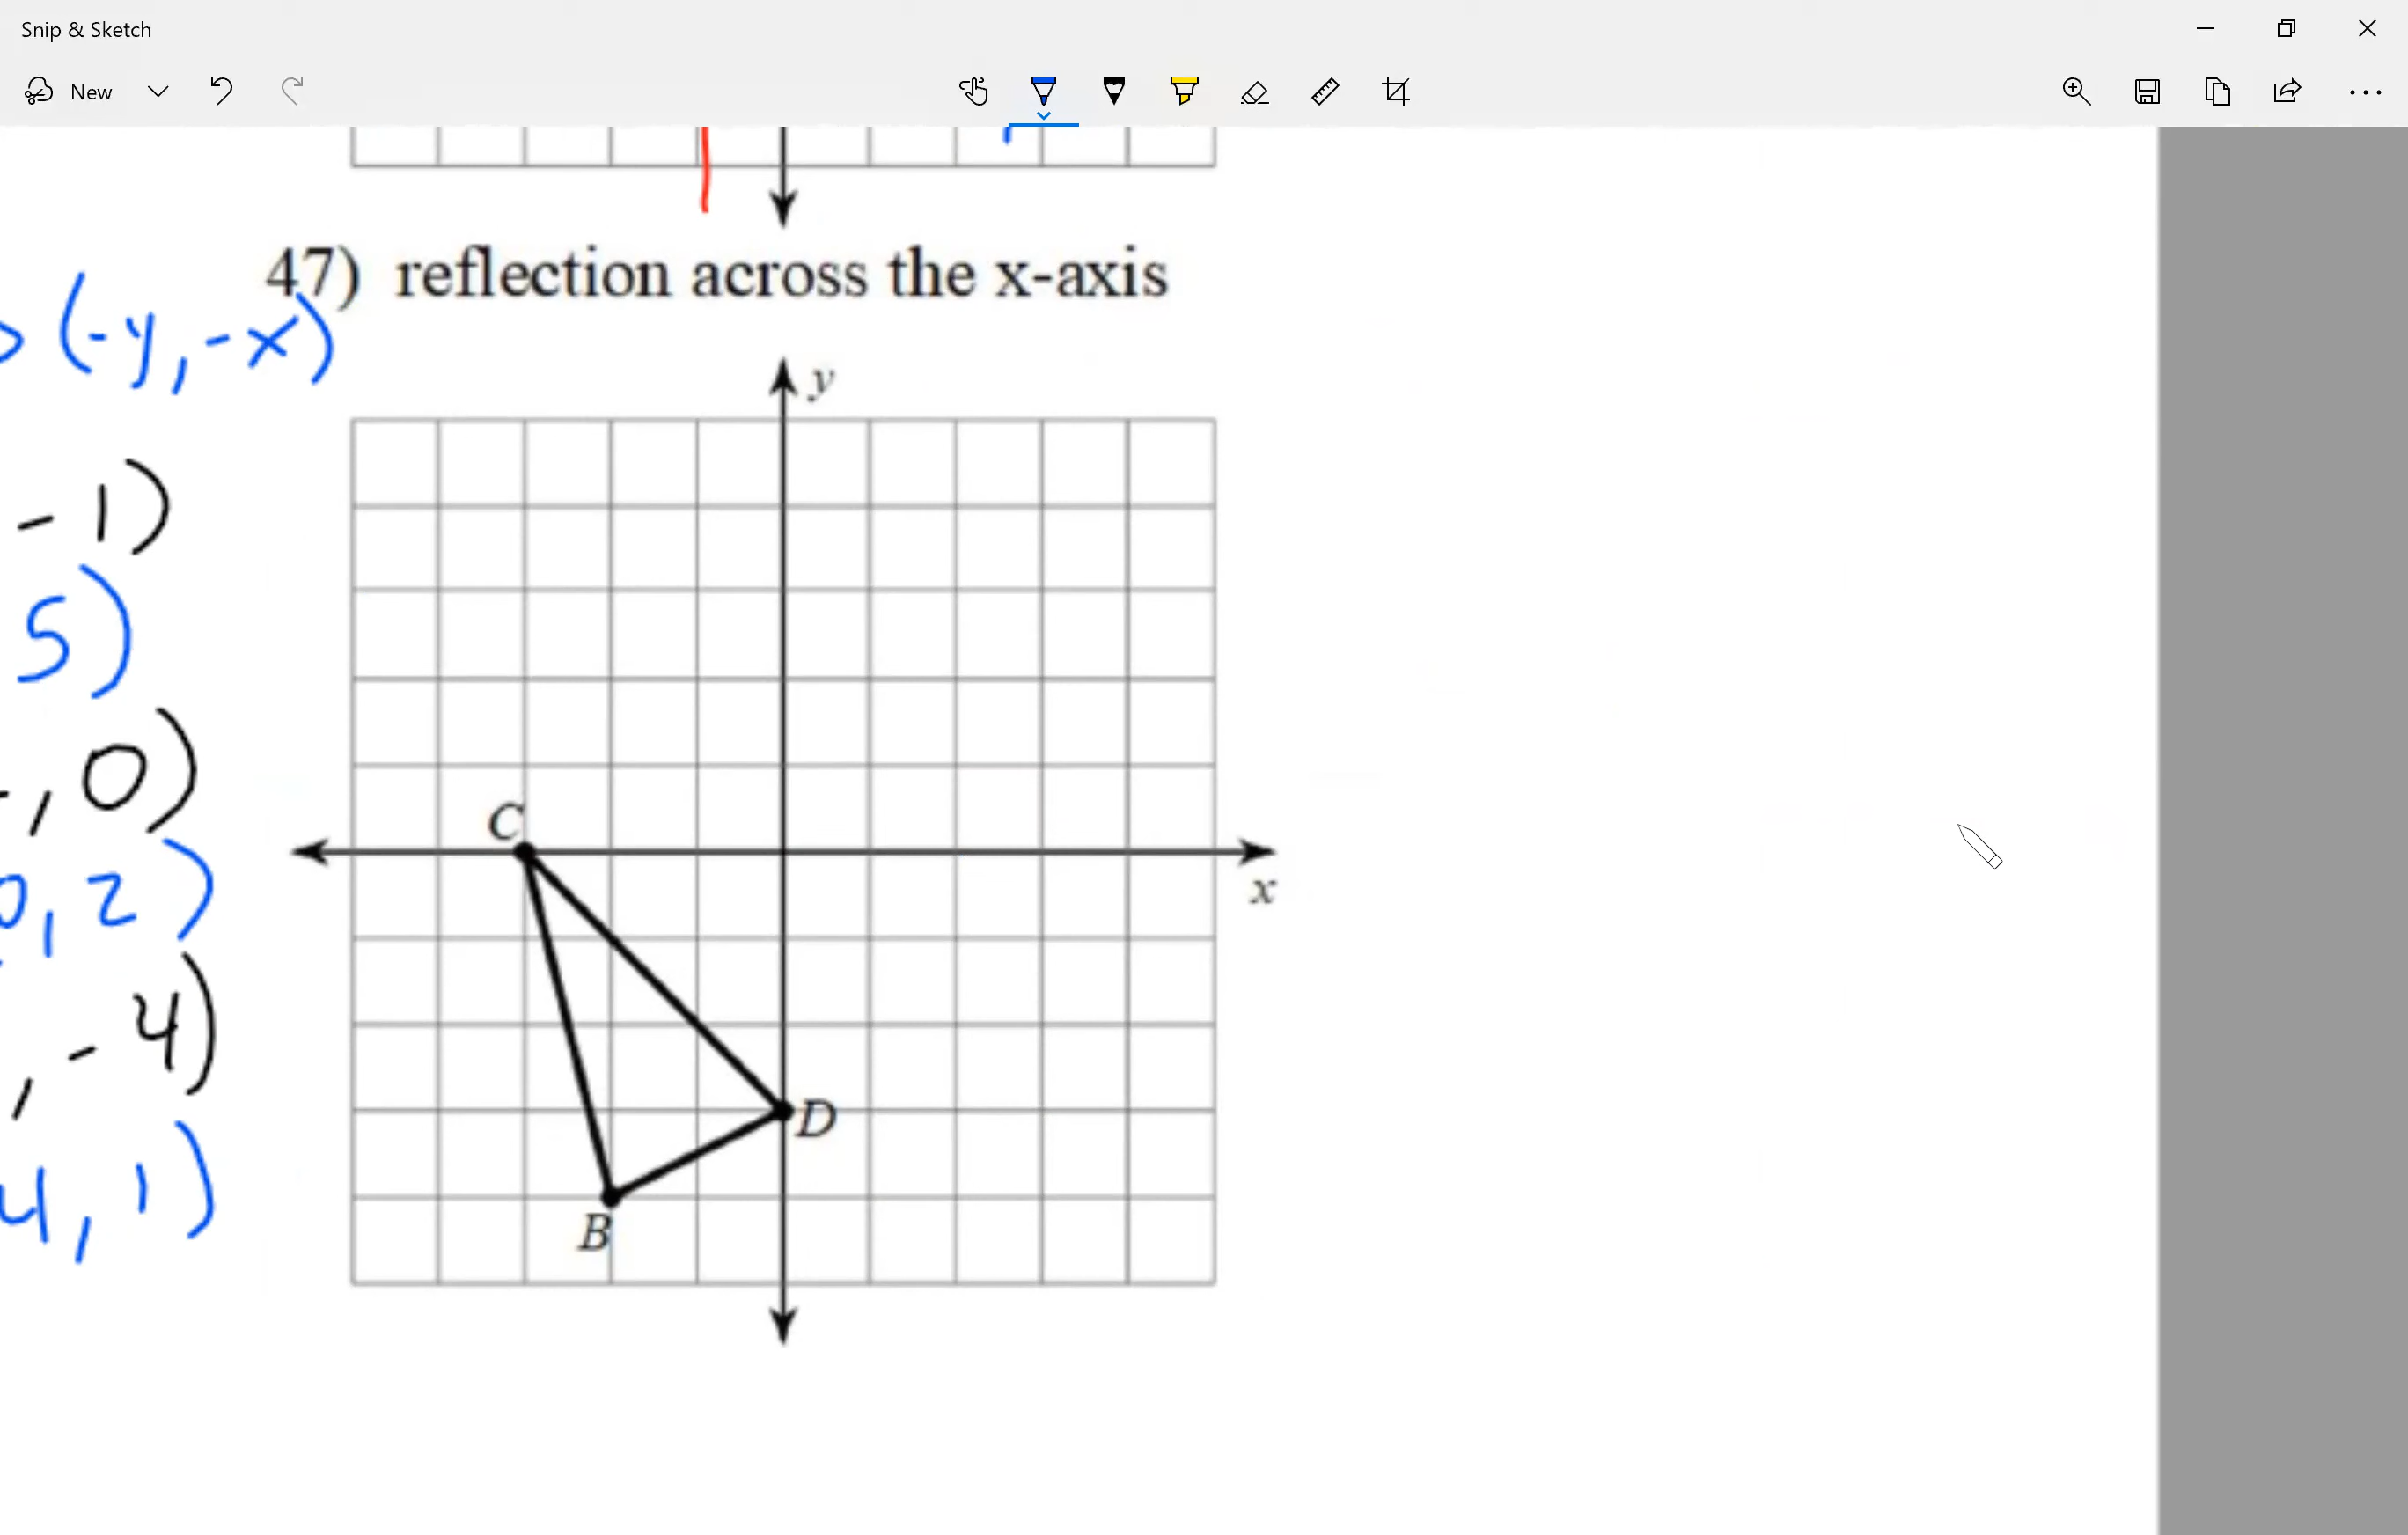 Snip & Sketch
New
47) reflection across the x-axis
(-y, -x)
y
-1)
5)
, 0)
C
x
0, 2)
, -4)
D
4, 1)
B